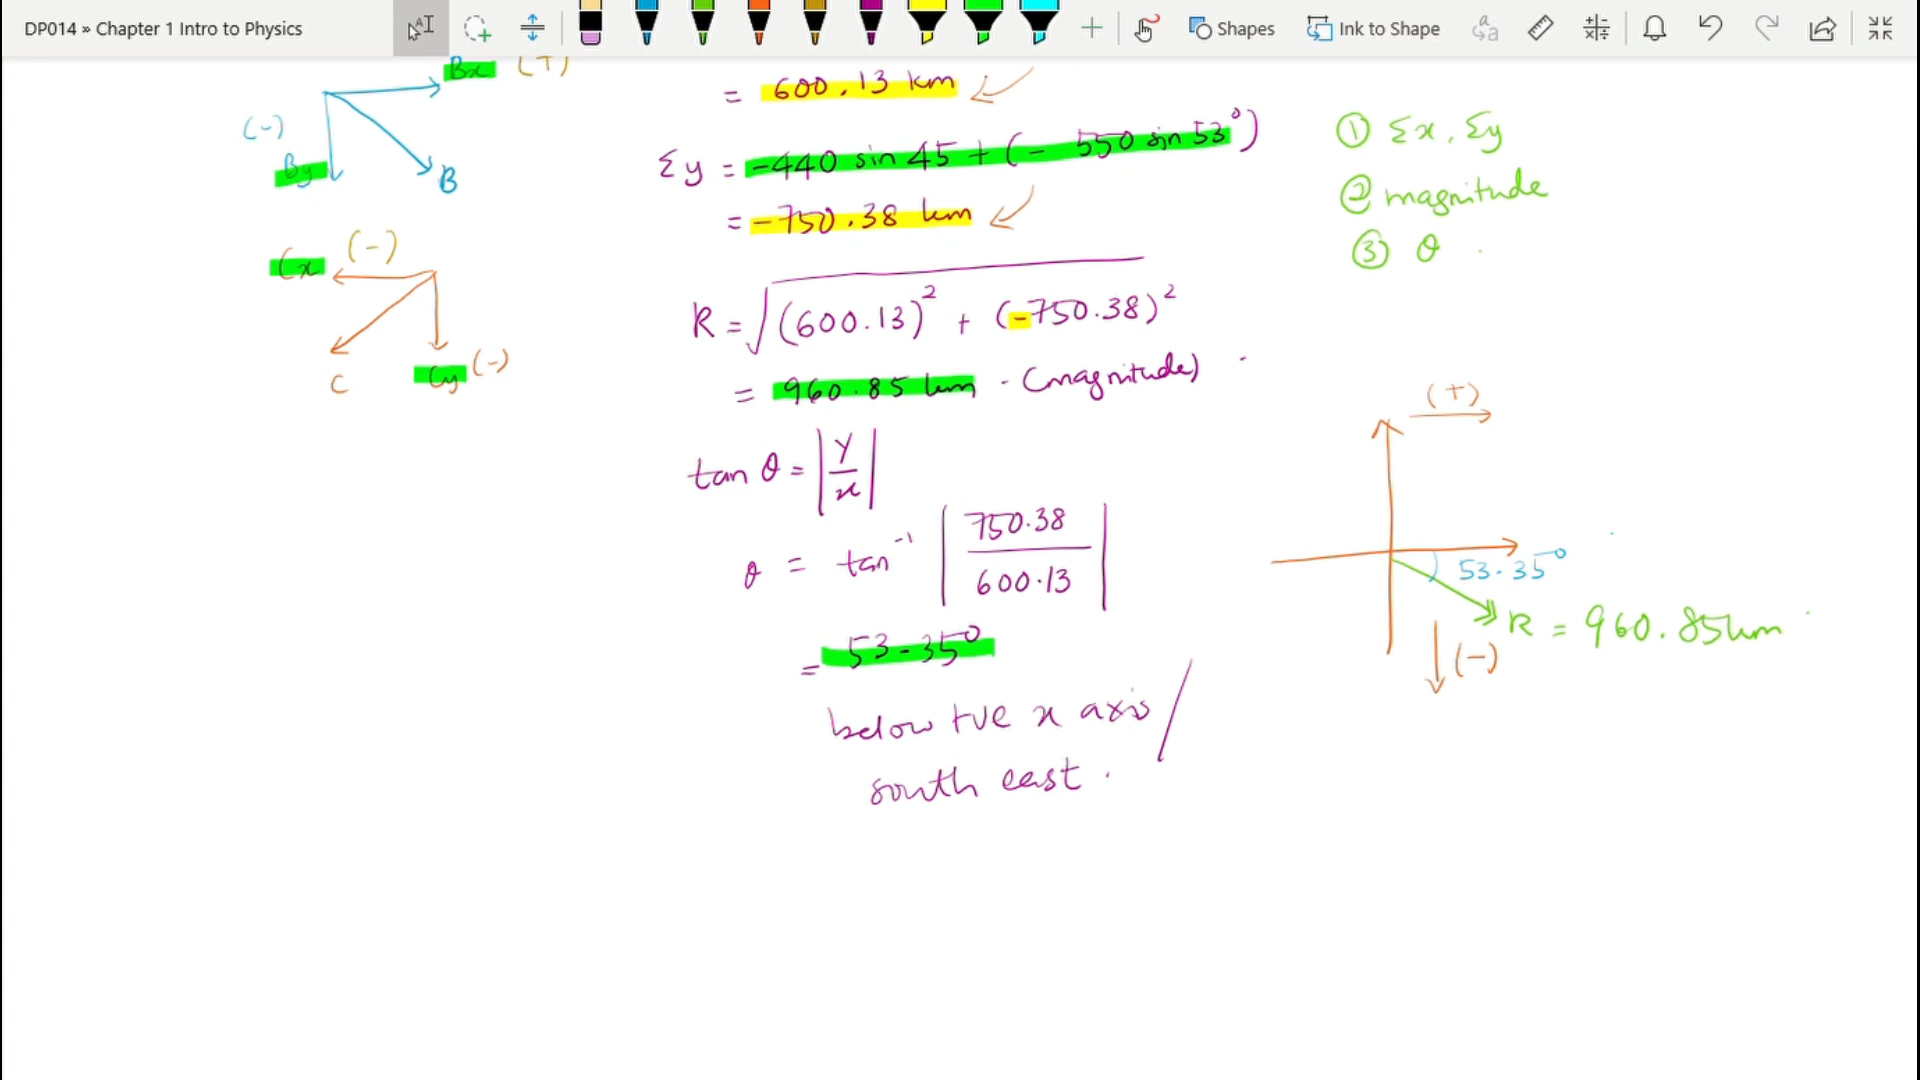 DP014 » Chapter 1 Intro to Physics
Shapes
Ink to Shape
Bx (+)
(-)
By
B
Cx (-)
Cy (-)
C
= 600.13 km
Σy = -440 sin 45 + (- 550 sin 53°)
= -750.38 km
R = √(600.13)² + (-750.38)²
= 960.85 km - (magnitude)
tan θ = |y/x|
θ = tan⁻¹ |750.38/600.13|
= 53.35°
below +ve x axis /
south east.
① Σx, Σy
② magnitude
③ θ
(+)
53.35°
R = 960.85km
(-)